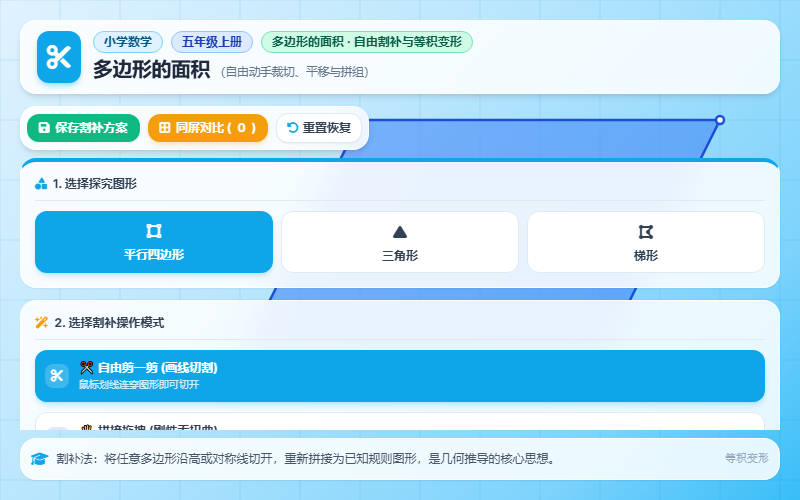 小学数学 五年级上册 多边形的面积 · 自由割补与等积变形
多边形的面积 (自由动手裁切、平移与拼组)
保存割补方案 同屏对比 ( 0 ) 重置恢复
1. 选择探究图形
平行四边形 三角形 梯形
2. 选择割补操作模式
自由剪一剪 (画线切割)
鼠标划线连穿图形即可切开
割补法：将任意多边形沿高或对称线切开，重新拼接为已知规则图形，是几何推导的核心思想。 等积变形